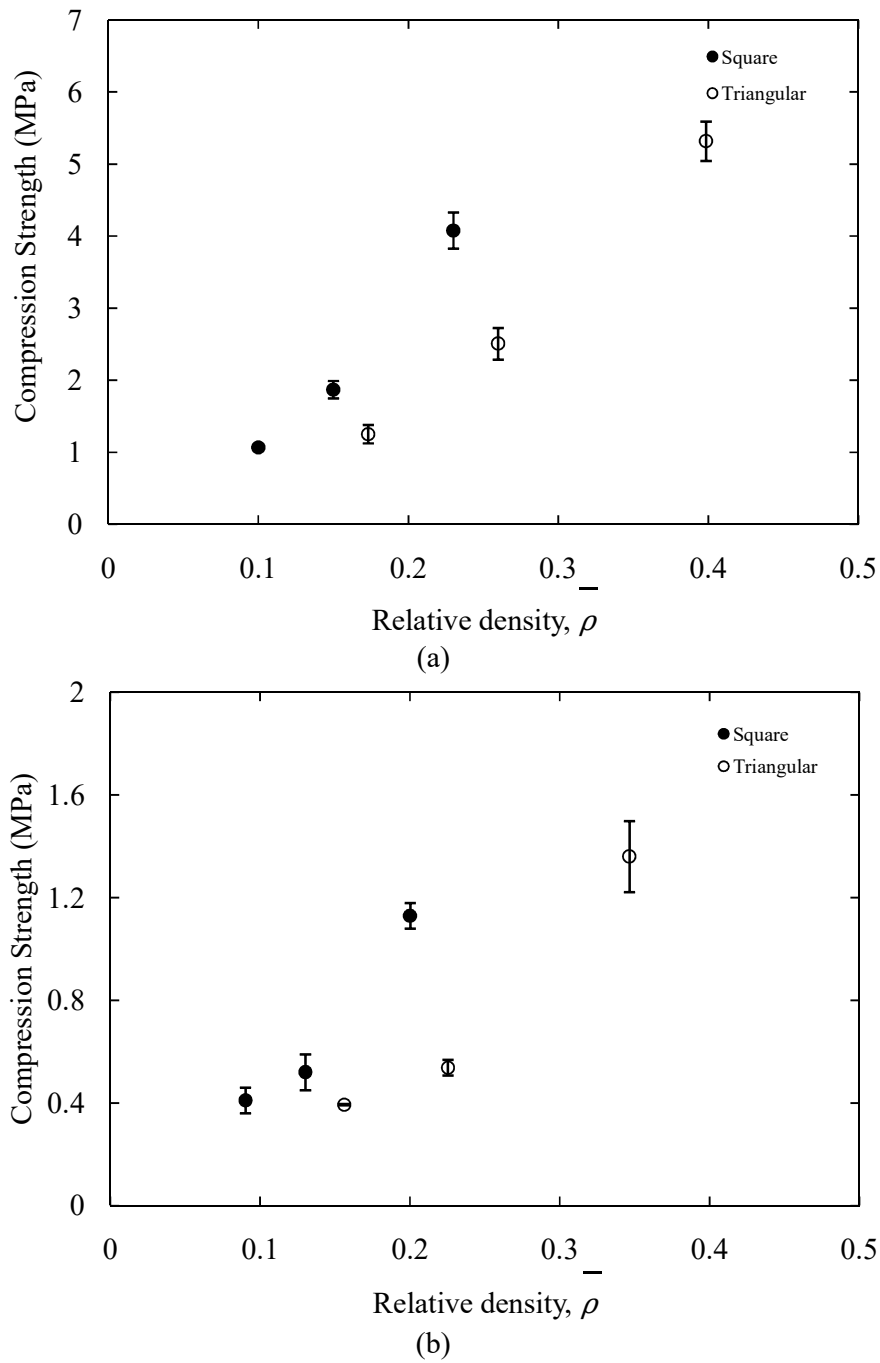 7
6
5
4
3
2
1
0
Compression Strength (MPa)
Square
Triangular
0 0.1 0.2 0.3 0.4 0.5
Relative density, ρ̅
(a)
2
1.6
1.2
0.8
0.4
0
Compression Strength (MPa)
Square
Triangular
0 0.1 0.2 0.3 0.4 0.5
Relative density, ρ̅
(b)